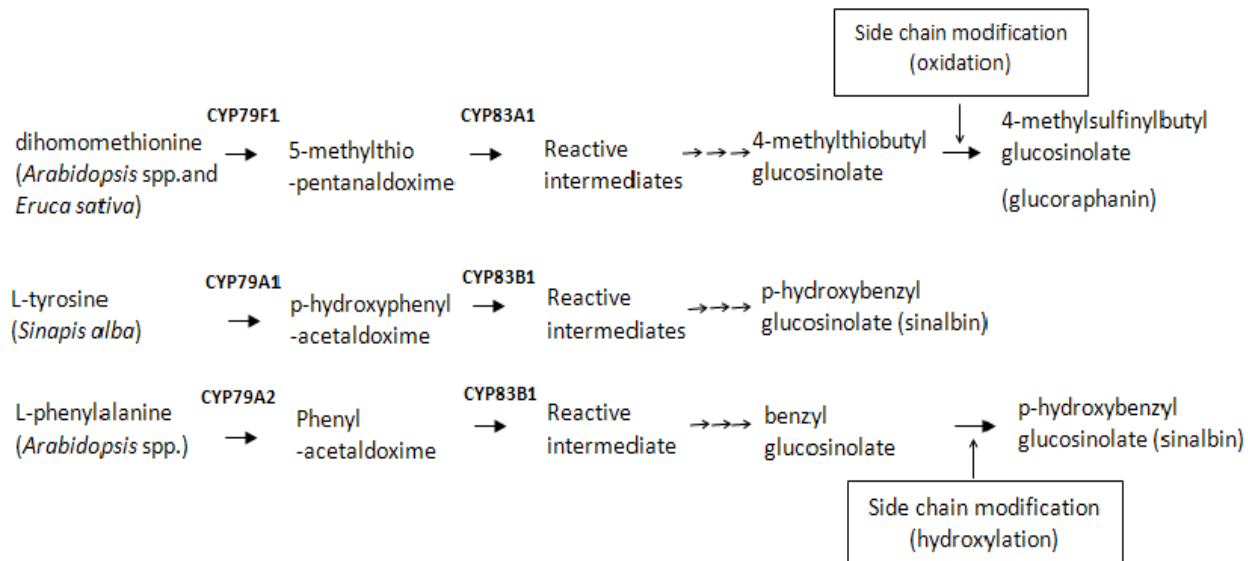 Side chain modification
(oxidation)
CYP79F1
CYP83A1
dihomomethionine
(Arabidopsis spp.and
Eruca sativa)
5-methylthio
-pentanaldoxime
Reactive
intermediates
4-methylthiobutyl
glucosinolate
4-methylsulfinylbutyl
glucosinolate
(glucoraphanin)
CYP79A1
CYP83B1
L-tyrosine
(Sinapis alba)
p-hydroxyphenyl
-acetaldoxime
Reactive
intermediates
p-hydroxybenzyl
glucosinolate (sinalbin)
CYP79A2
CYP83B1
L-phenylalanine
(Arabidopsis spp.)
Phenyl
-acetaldoxime
Reactive
intermediate
benzyl
glucosinolate
p-hydroxybenzyl
glucosinolate (sinalbin)
Side chain modification
(hydroxylation)